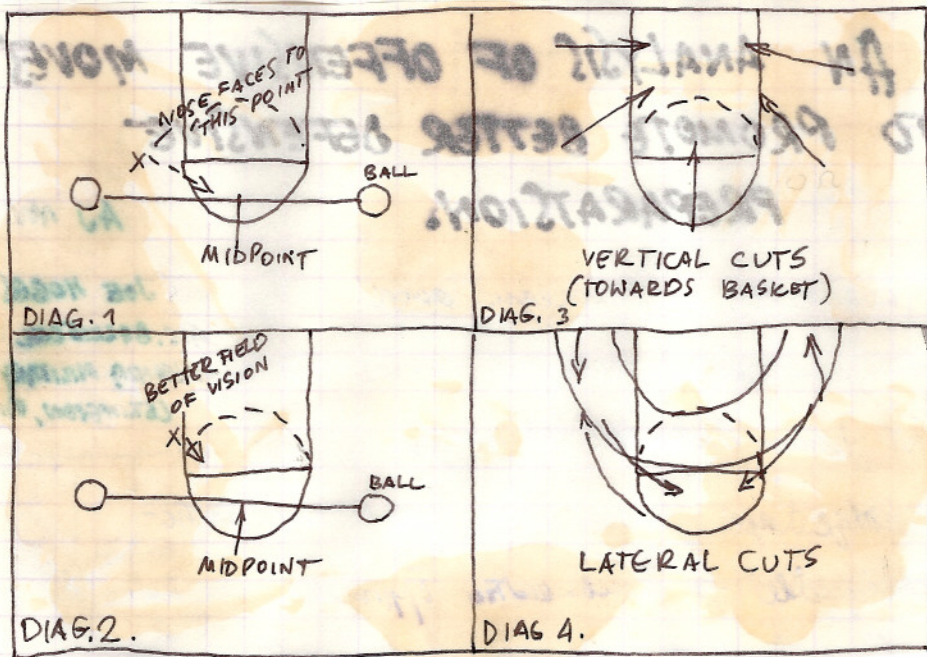 NOSE FACES TO
THIS POINT
X
BALL
MIDPOINT
DIAG. 1
VERTICAL CUTS
(TOWARDS BASKET)
DIAG. 3
BETTER FIELD
OF VISION
X
BALL
MIDPOINT
DIAG. 2.
LATERAL CUTS
DIAG 4.
AN ANALYSIS OF OFFENSIVE MOVES
TO PROMOTE BETTER DEFENSIVE
PREPARATION.